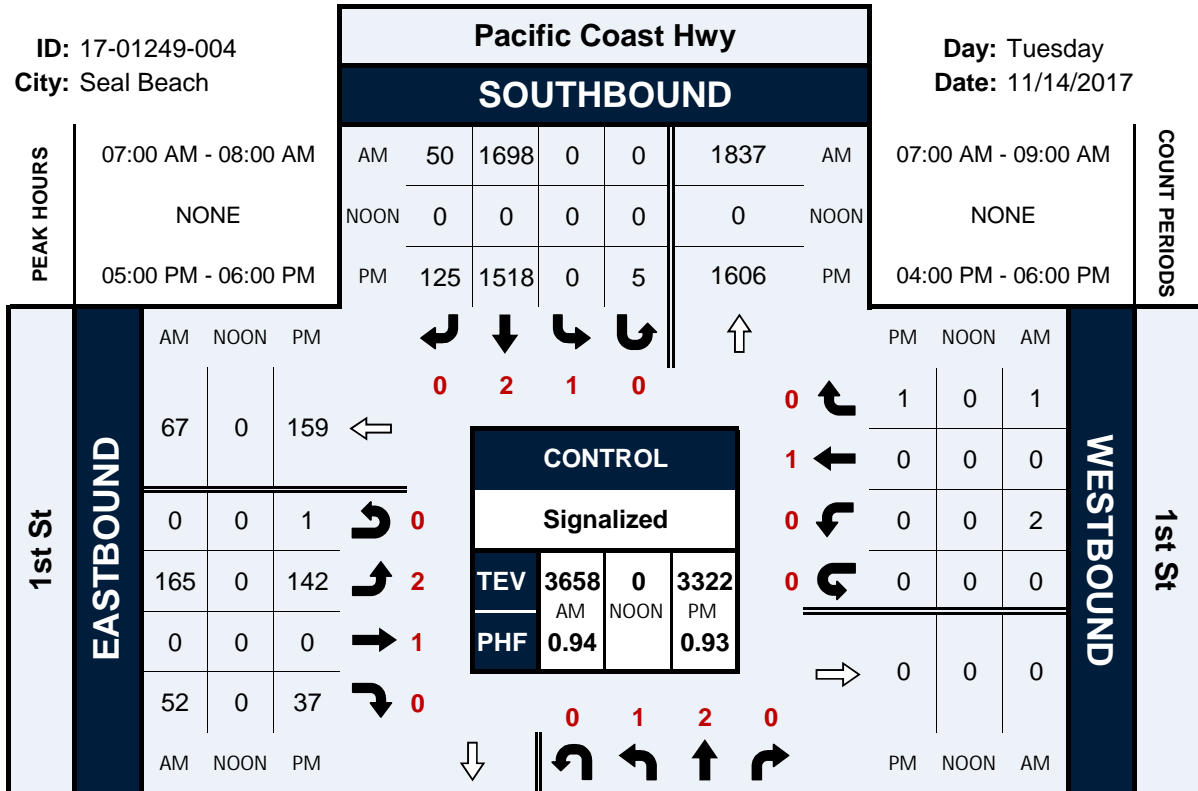 ID: 17-01249-004
City: Seal Beach
Pacific Coast Hwy
SOUTHBOUND
Day: Tuesday
Date: 11/14/2017
PEAK HOURS
07:00 AM - 08:00 AM
NONE
05:00 PM - 06:00 PM
AM 50 1698 0 0 1837 AM
NOON 0 0 0 0 0 NOON
PM 125 1518 0 5 1606 PM
07:00 AM - 09:00 AM
NONE
04:00 PM - 06:00 PM
COUNT PERIODS
0 2 1 0
1st St
EASTBOUND
AM NOON PM
67 0 159
0 0 1 0
165 0 142 2
0 0 0 1
52 0 37 0
AM NOON PM
CONTROL
Signalized
TEV 3658 0 3322
AM NOON PM
PHF 0.94 0.93
PM NOON AM
0 1 0 1
1 0 0 0
0 0 0 2
0 0 0 0
0 0 0
PM NOON AM
WESTBOUND
1st St
0 1 2 0